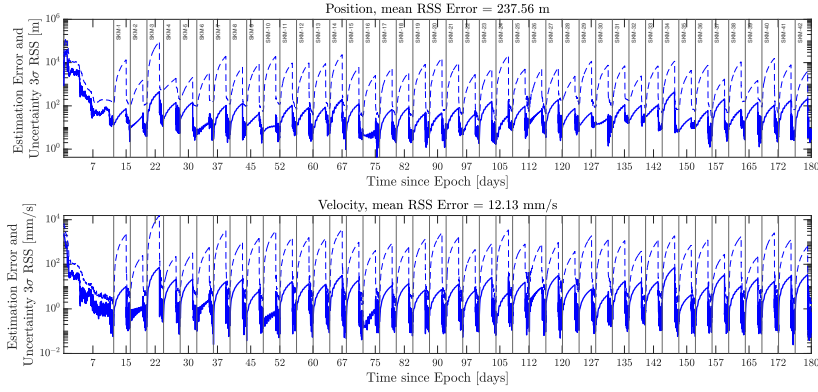 Position, mean RSS Error = 237.56 m
Estimation Error and
Uncertainty 3σ RSS [m]
10^6
10^4
10^2
10^0
SKM-1 SKM-2 SKM-3 SKM-4 SKM-5 SKM-6 SKM-7 SKM-8 SKM-9 SKM-10 SKM-11 SKM-12 SKM-13 SKM-14 SKM-15 SKM-16 SKM-17 SKM-18 SKM-19 SKM-20 SKM-21 SKM-22 SKM-23 SKM-24 SKM-25 SKM-26 SKM-27 SKM-28 SKM-29 SKM-30 SKM-31 SKM-32 SKM-33 SKM-34 SKM-35 SKM-36 SKM-37 SKM-38 SKM-39 SKM-40 SKM-41 SKM-42
7 15 22 30 37 45 52 60 67 75 82 90 97 105 112 120 127 135 142 150 157 165 172 180
Time since Epoch [days]
Velocity, mean RSS Error = 12.13 mm/s
Estimation Error and
Uncertainty 3σ RSS [mm/s]
10^4
10^2
10^0
10^-2
7 15 22 30 37 45 52 60 67 75 82 90 97 105 112 120 127 135 142 150 157 165 172 180
Time since Epoch [days]